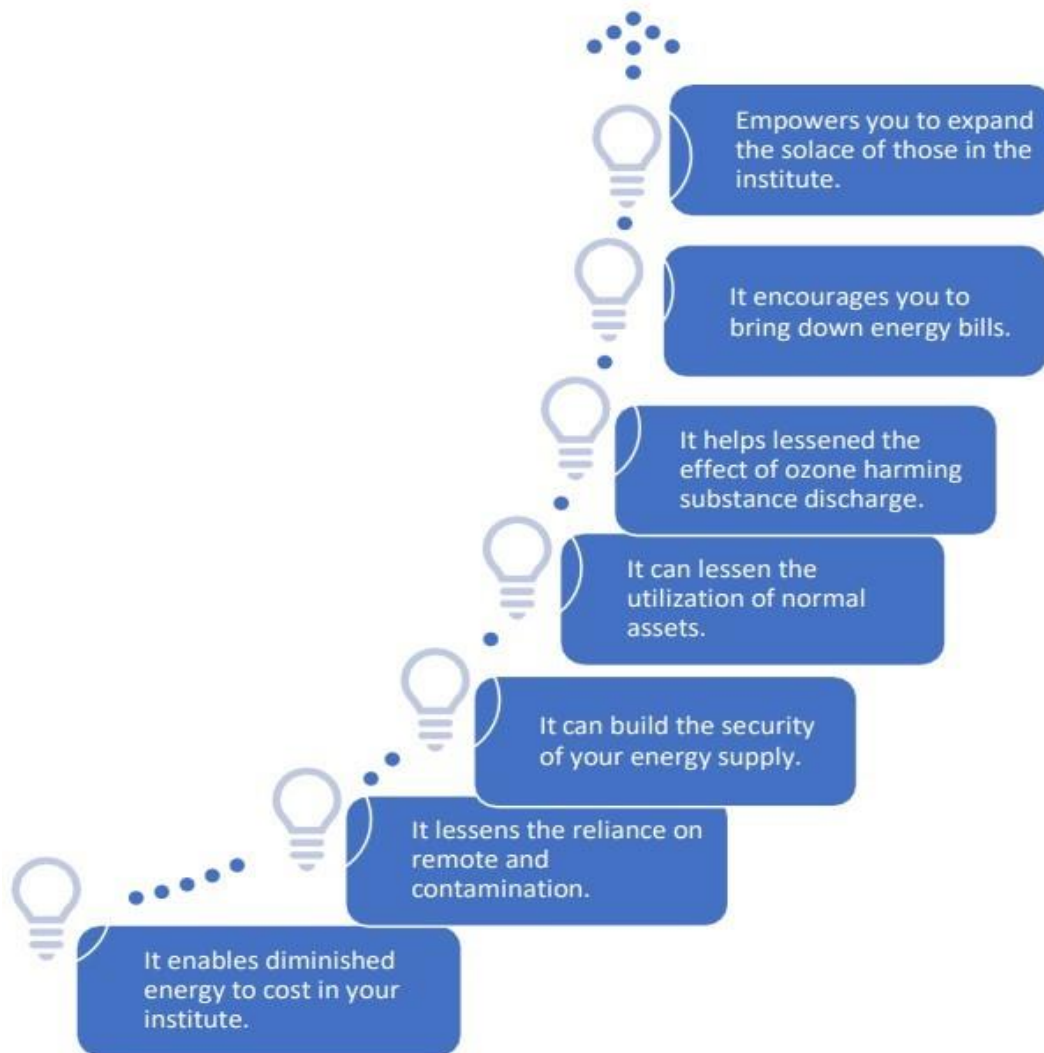 Empowers you to expand
the solace of those in the
institute.
It encourages you to
bring down energy bills.
It helps lessened the
effect of ozone harming
substance discharge.
It can lessen the
utilization of normal
assets.
It can build the security
of your energy supply.
It lessens the reliance on
remote and
contamination.
It enables diminished
energy to cost in your
institute.